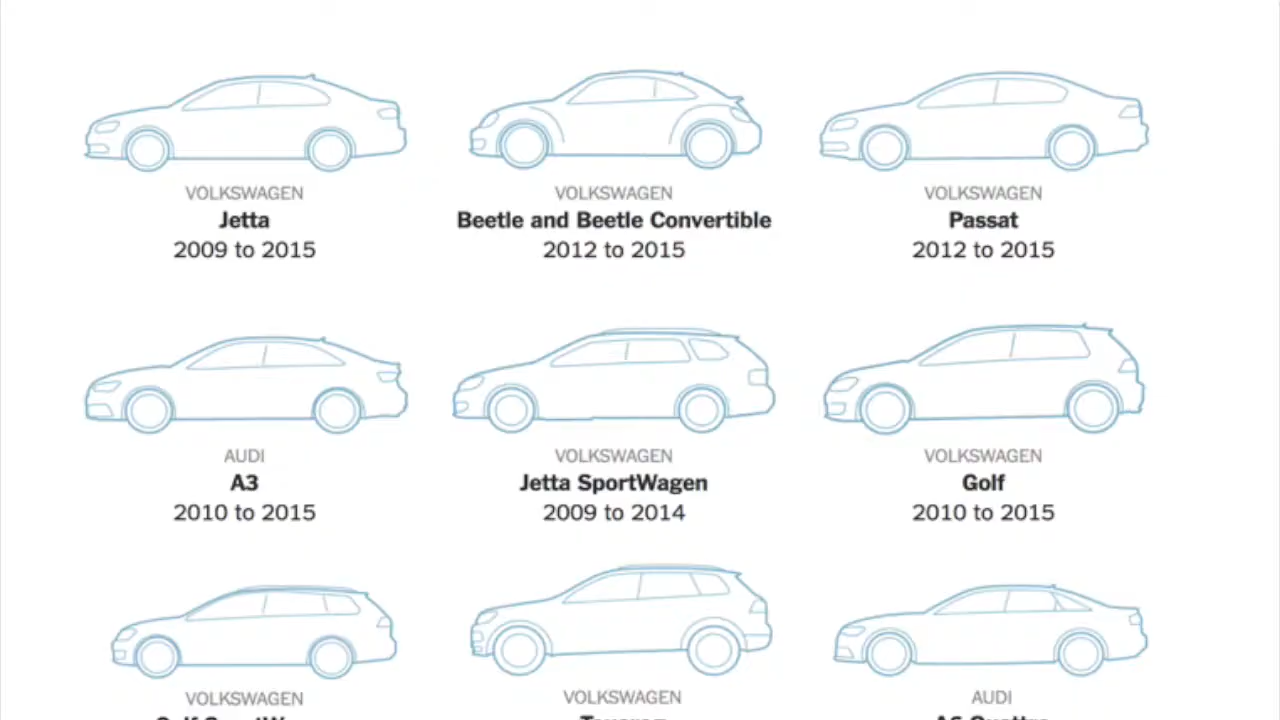 VOLKSWAGEN
Jetta
2009 to 2015
VOLKSWAGEN
Beetle and Beetle Convertible
2012 to 2015
VOLKSWAGEN
Passat
2012 to 2015
AUDI
A3
2010 to 2015
VOLKSWAGEN
Jetta SportWagen
2009 to 2014
VOLKSWAGEN
Golf
2010 to 2015
VOLKSWAGEN
VOLKSWAGEN
AUDI